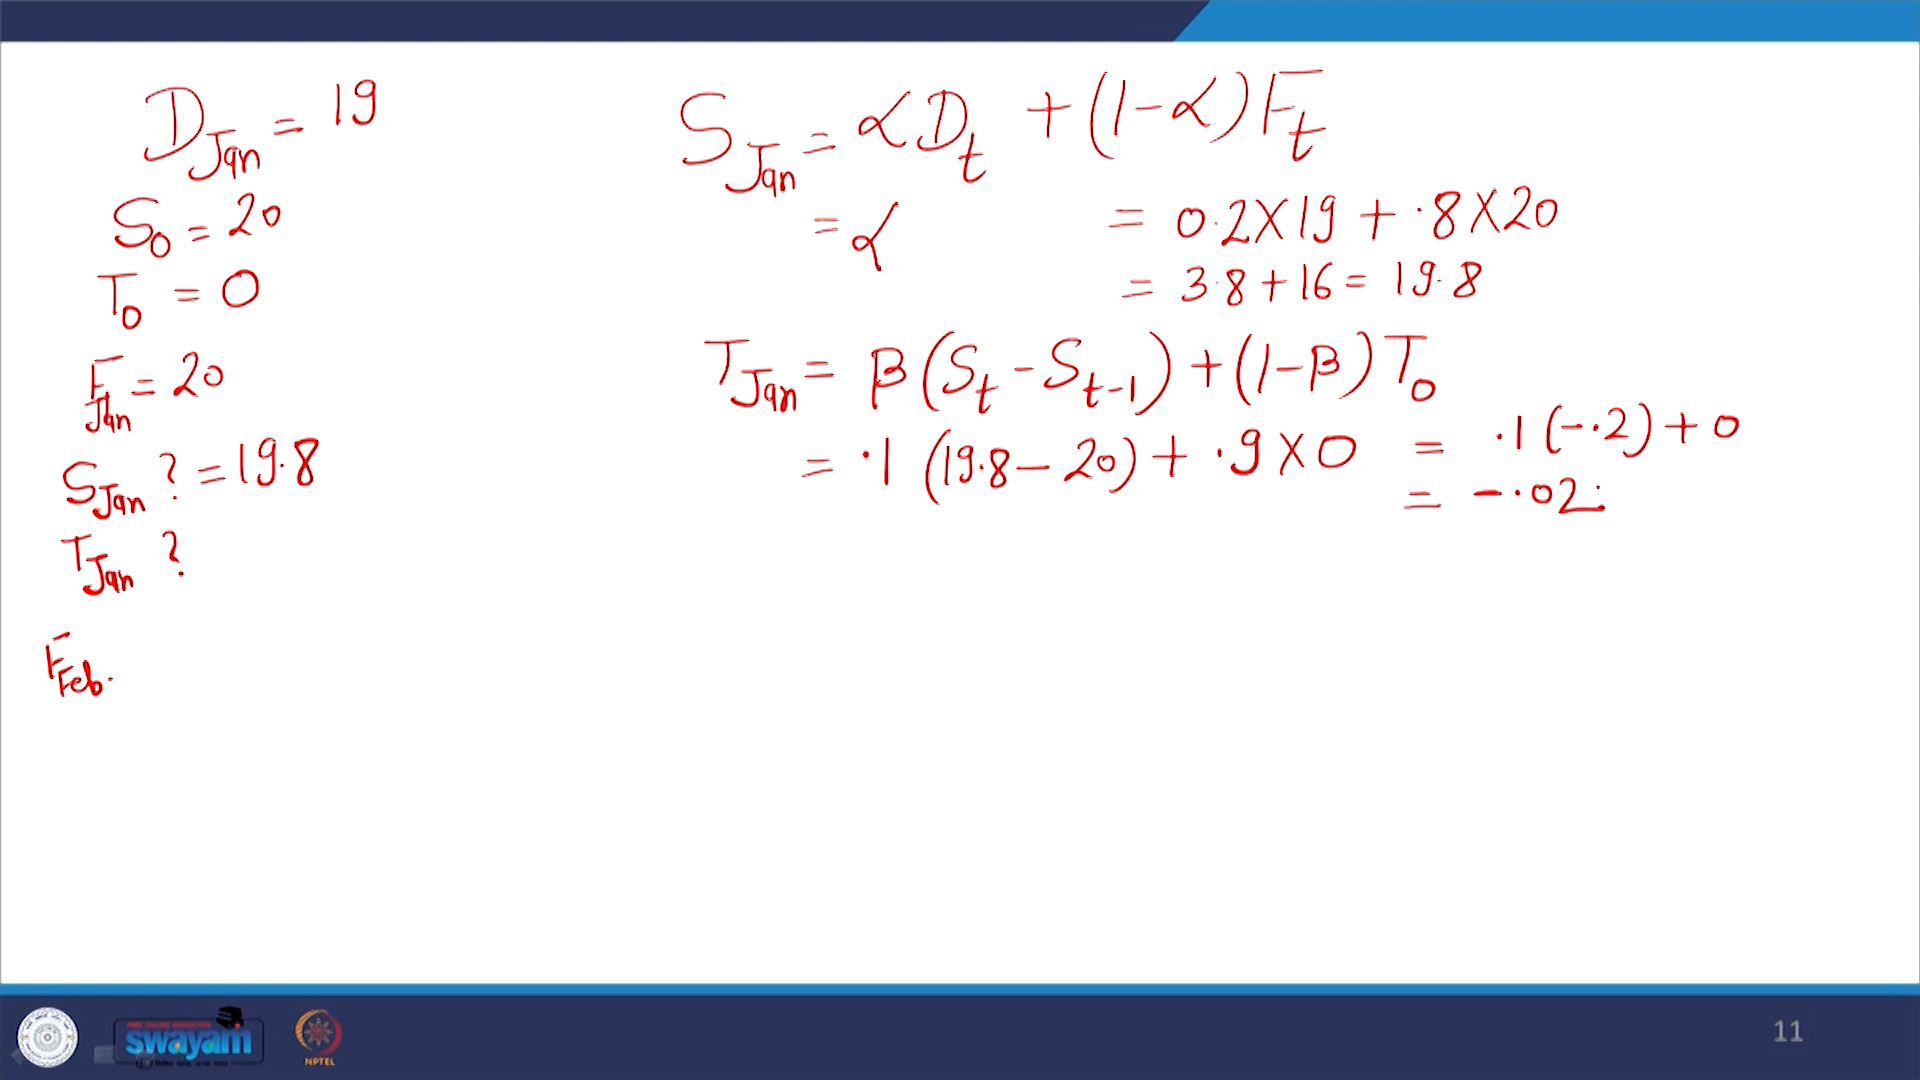 D_Jan = 19
S_0 = 20
T_0 = 0
F_Jan = 20
S_Jan ? = 19.8
T_Jan ?
F_Feb.
S_Jan = αD_t + (1-α)F_t
= α
= 0.2X19 + .8X20
= 3.8+16 = 19.8
T_Jan = β(S_t - S_t-1) + (1-β)T_0
= .1 (19.8-20) + .9X0 = .1(-.2)+0
= -.02
swayam
NPTEL
11